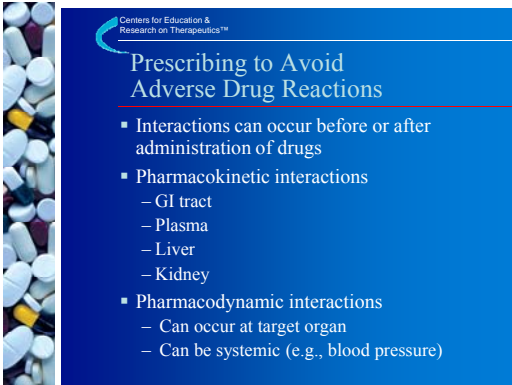 Centers for Education &
Research on Therapeutics™
Prescribing to Avoid
Adverse Drug Reactions
▪ Interactions can occur before or after
administration of drugs
▪ Pharmacokinetic interactions
– GI tract
– Plasma
– Liver
– Kidney
▪ Pharmacodynamic interactions
– Can occur at target organ
– Can be systemic (e.g., blood pressure)